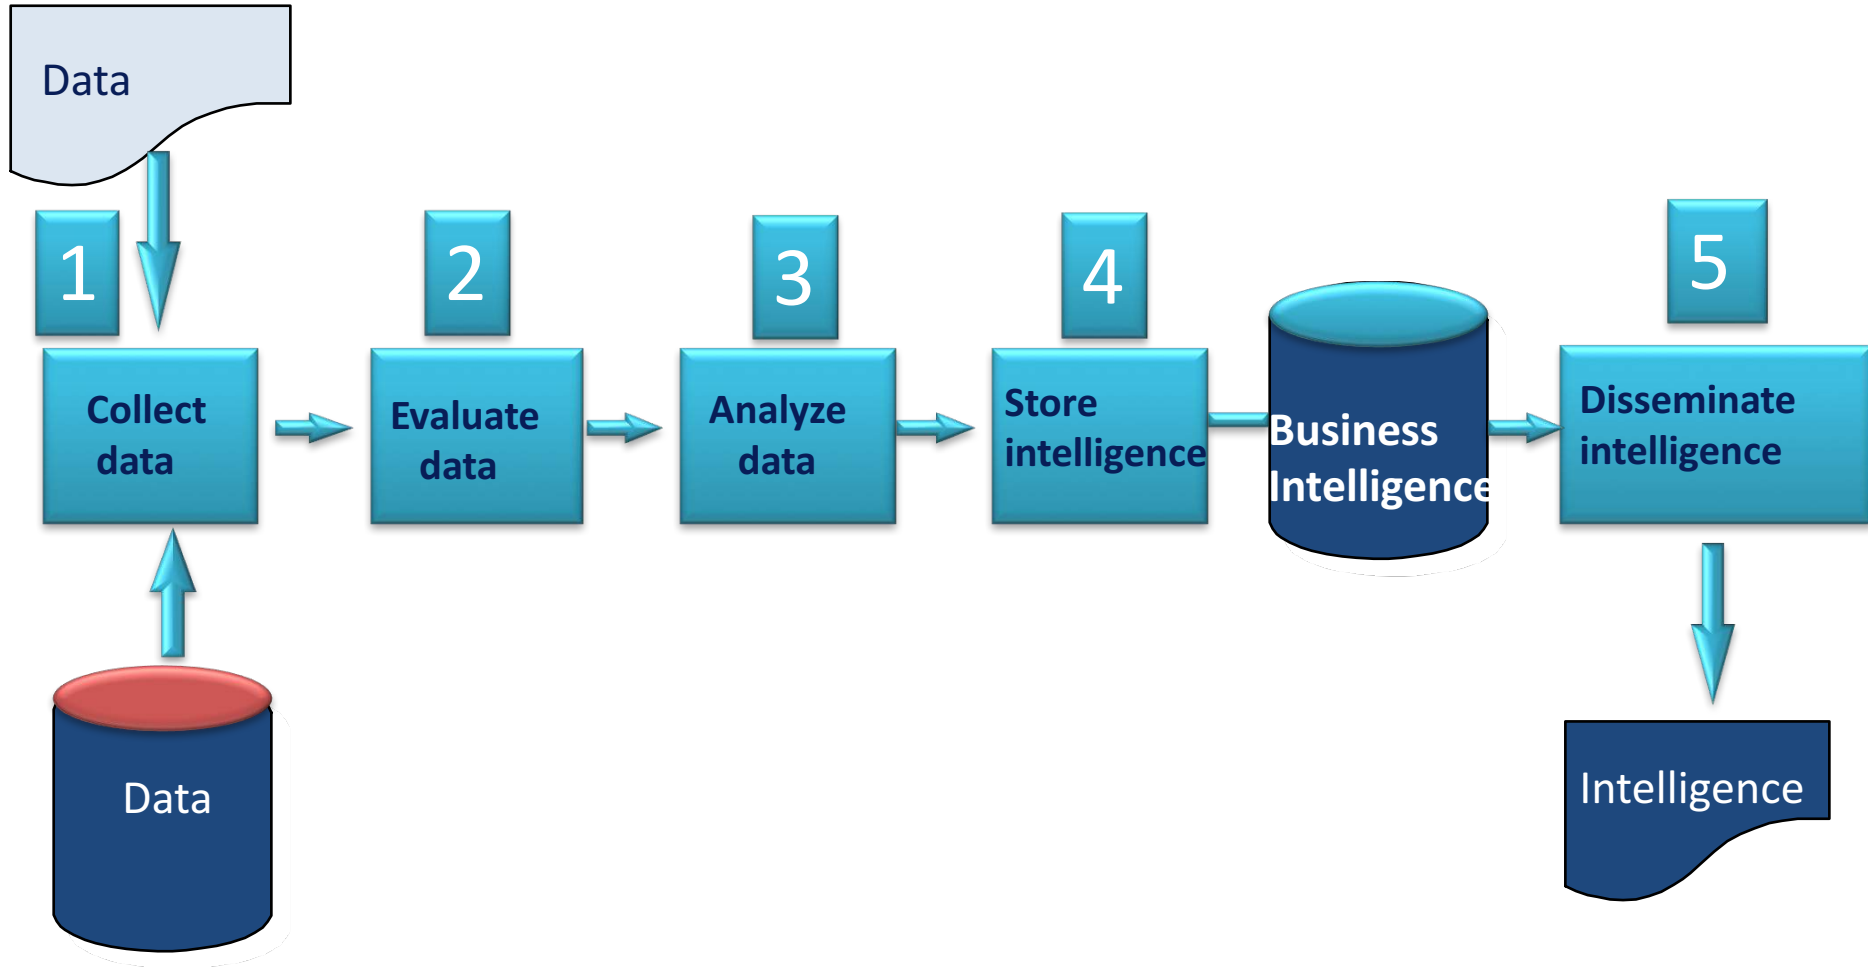 Data
1
2
3
4
5
Collect
data
Evaluate
data
Analyze
data
Store
intelligence
Business
Intelligence
Disseminate
intelligence
Data
Intelligence